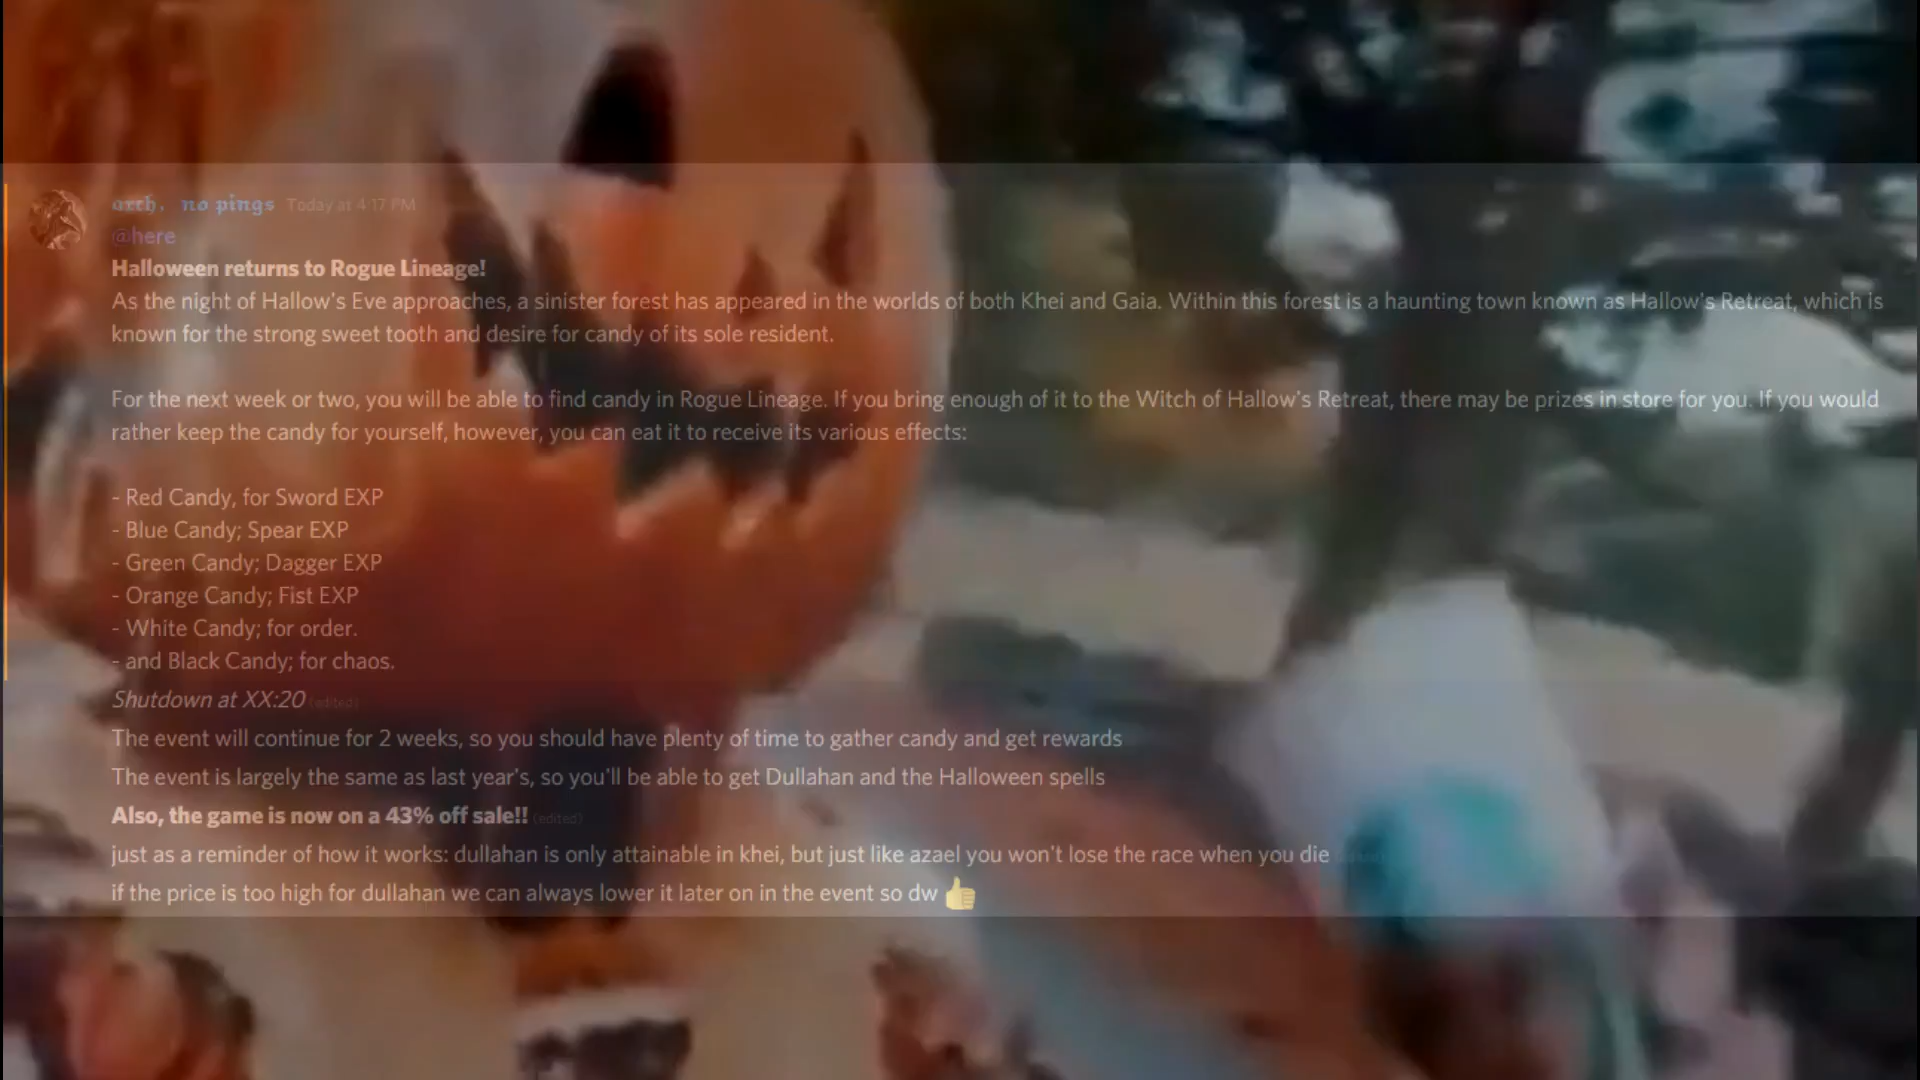 arch. no pings Today at 4:17 PM
@here
Halloween returns to Rogue Lineage!
As the night of Hallow's Eve approaches, a sinister forest has appeared in the worlds of both Khei and Gaia. Within this forest is a haunting town known as Hallow's Retreat, which is
known for the strong sweet tooth and desire for candy of its sole resident.
For the next week or two, you will be able to find candy in Rogue Lineage. If you bring enough of it to the Witch of Hallow's Retreat, there may be prizes in store for you. If you would
rather keep the candy for yourself, however, you can eat it to receive its various effects:
- Red Candy, for Sword EXP
- Blue Candy; Spear EXP
- Green Candy; Dagger EXP
- Orange Candy; Fist EXP
- White Candy; for order.
- and Black Candy; for chaos.
Shutdown at XX:20 (edited)
The event will continue for 2 weeks, so you should have plenty of time to gather candy and get rewards
The event is largely the same as last year's, so you'll be able to get Dullahan and the Halloween spells
Also, the game is now on a 43% off sale!! (edited)
just as a reminder of how it works: dullahan is only attainable in khei, but just like azael you won't lose the race when you die
if the price is too high for dullahan we can always lower it later on in the event so dw 👍